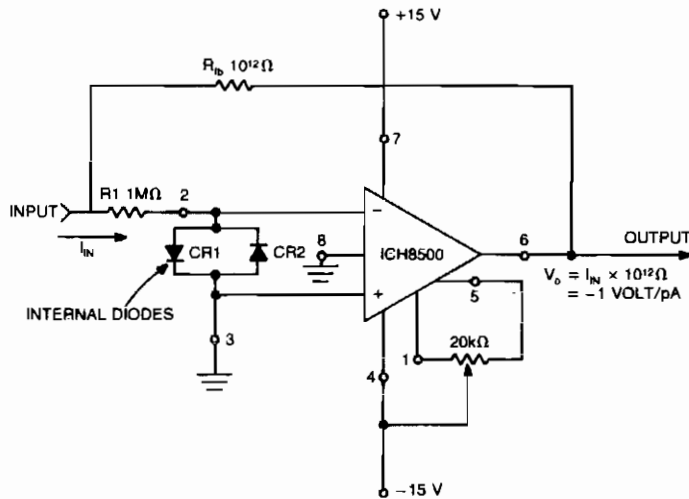 +15 V
Rfb 10¹²Ω
7
R1 1MΩ
2
INPUT
−
IIN
CR1
CR2
8
ICH8500
6
OUTPUT
Vo = IIN × 10¹²Ω
= −1 VOLT/pA
5
+
INTERNAL DIODES
3
20kΩ
1
4
−15 V